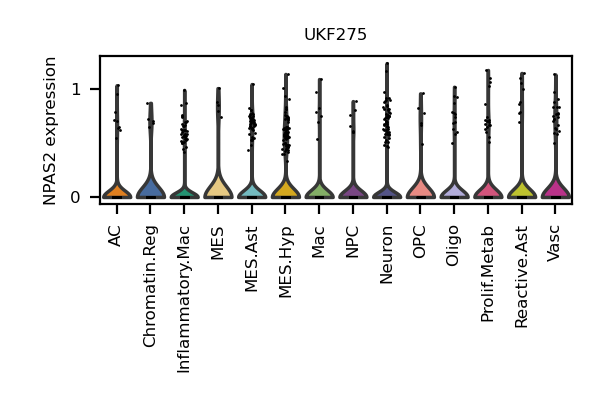 UKF275
NPAS2 expression
1
0
AC
Chromatin.Reg
Inflammatory.Mac
MES
MES.Ast
MES.Hyp
Mac
NPC
Neuron
OPC
Oligo
Prolif.Metab
Reactive.Ast
Vasc